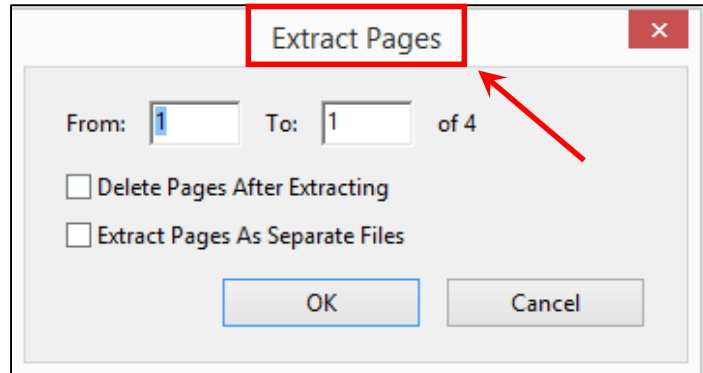 Extract Pages
From: 1 To: 1 of 4
Delete Pages After Extracting
Extract Pages As Separate Files
OK Cancel